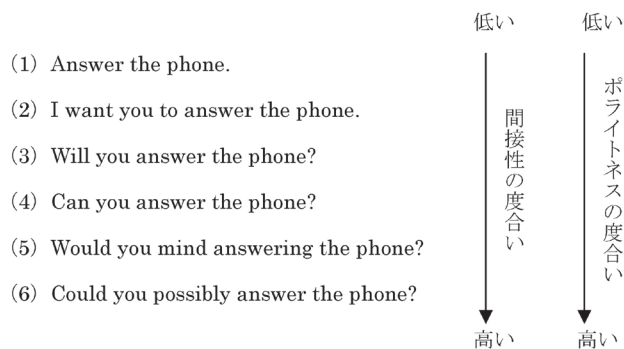 低い 低い
(1) Answer the phone.
(2) I want you to answer the phone.
(3) Will you answer the phone?
(4) Can you answer the phone?
(5) Would you mind answering the phone?
(6) Could you possibly answer the phone?
間接性の度合い
ポライトネスの度合い
高い 高い